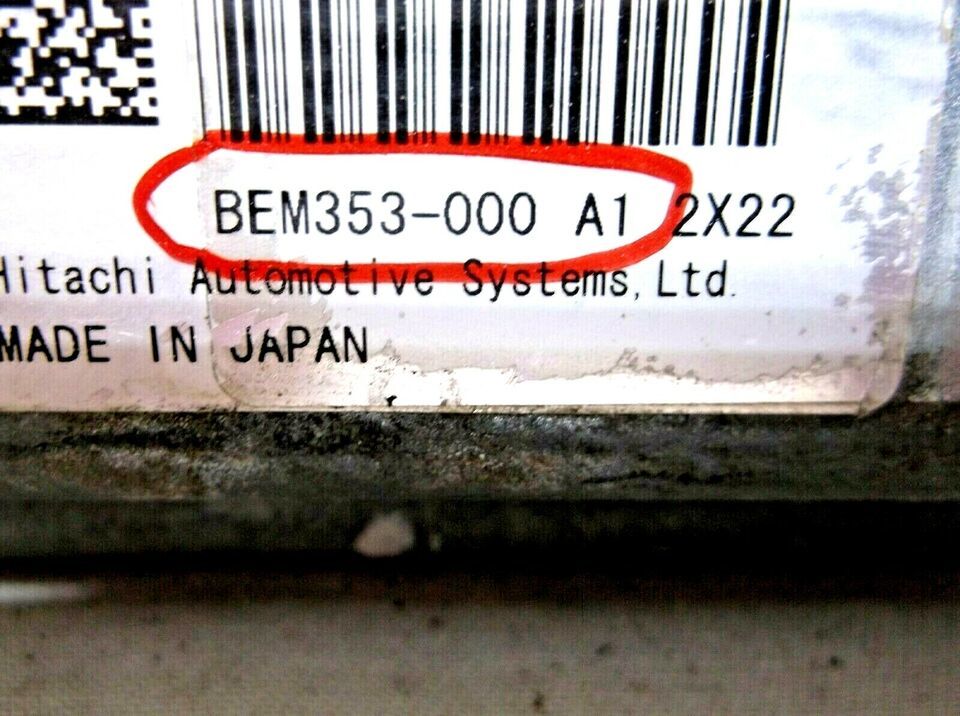 BEM353-000 A1 2X22
Hitachi Automotive Systems, Ltd.
MADE IN JAPAN